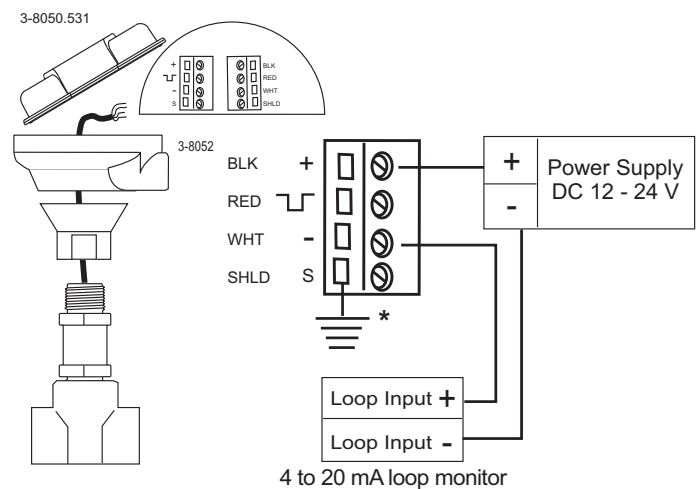 3-8050.531
+
-
S
BLK
RED
WHT
SHLD
3-8052
BLK +
RED
WHT -
SHLD S
*
+
-
Power Supply
DC 12 - 24 V
Loop Input +
Loop Input -
4 to 20 mA loop monitor